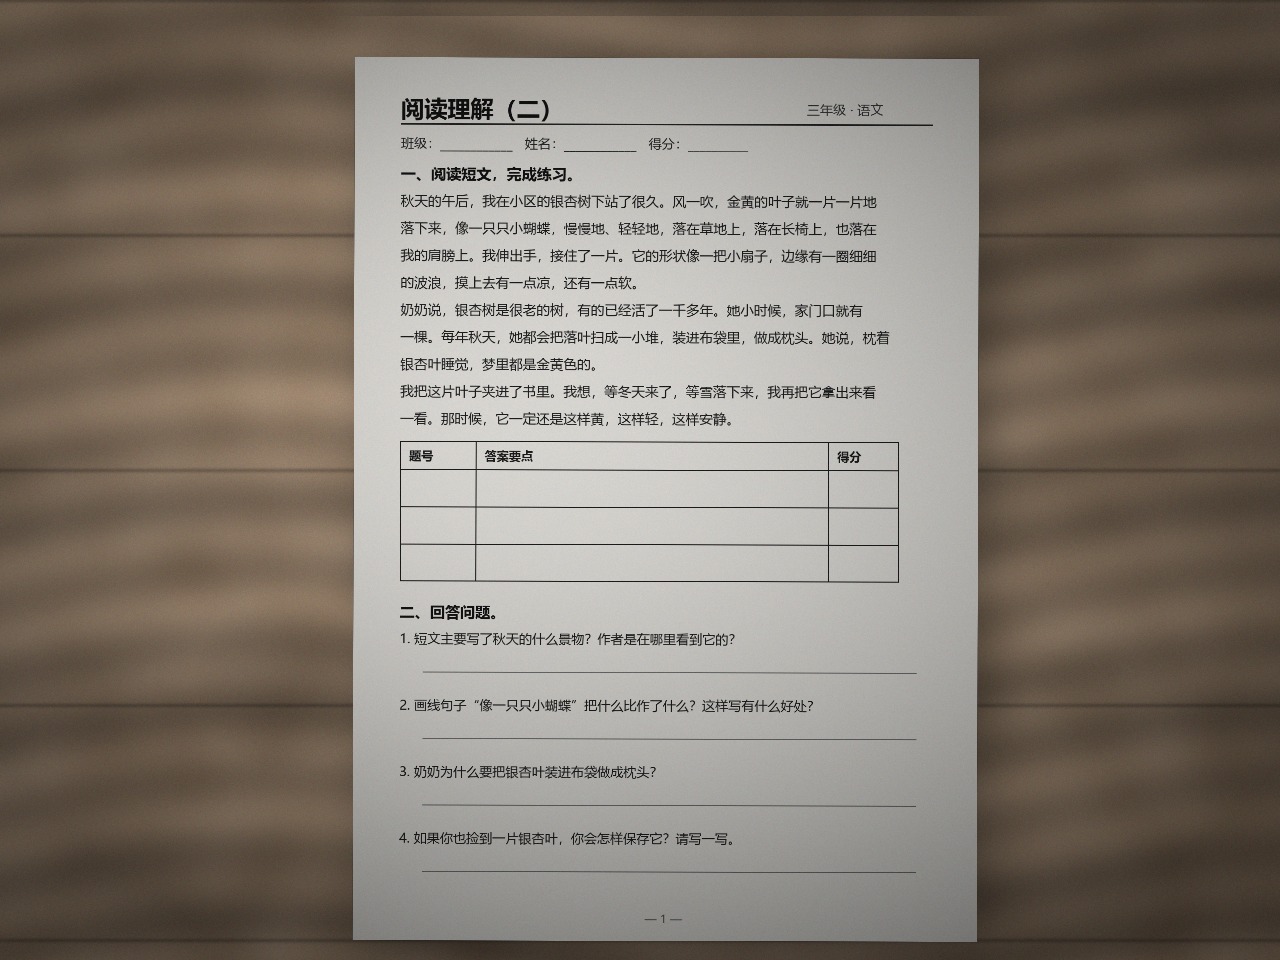 阅读理解（二）
三年级 · 语文
班级：__________ 姓名：__________ 得分：________
一、阅读短文，完成练习。
秋天的午后，我在小区的银杏树下站了很久。风一吹，金黄的叶子就一片一片地
落下来，像一只只小蝴蝶，慢慢地、轻轻地，落在草地上，落在长椅上，也落在
我的肩膀上。我伸出手，接住了一片。它的形状像一把小扇子，边缘有一圈细细
的波浪，摸上去有一点凉，还有一点软。
奶奶说，银杏树是很老的树，有的已经活了一千多年。她小时候，家门口就有
一棵。每年秋天，她都会把落叶扫成一小堆，装进布袋里，做成枕头。她说，枕着
银杏叶睡觉，梦里都是金黄色的。
我把这片叶子夹进了书里。我想，等冬天来了，等雪落下来，我再把它拿出来看
一看。那时候，它一定还是这样黄，这样轻，这样安静。
题号 答案要点 得分
二、回答问题。
1. 短文主要写了秋天的什么景物？作者是在哪里看到它的？
2. 画线句子“像一只只小蝴蝶”把什么比作了什么？这样写有什么好处？
3. 奶奶为什么要把银杏叶装进布袋做成枕头？
4. 如果你也捡到一片银杏叶，你会怎样保存它？请写一写。
— 1 —